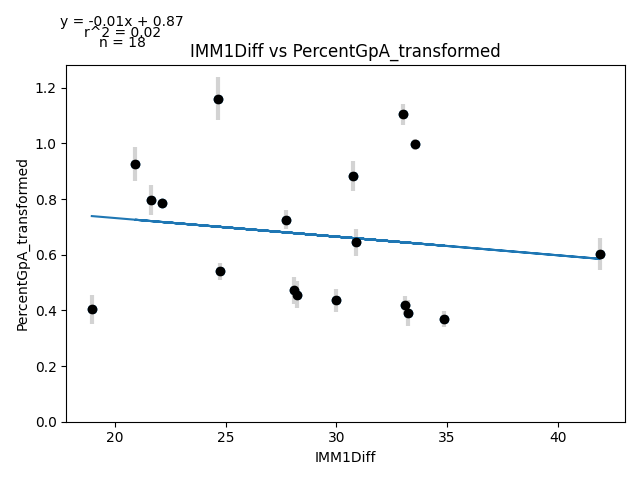 y = -0.01x + 0.87
r^2 = 0.02
n = 18
IMM1Diff vs PercentGpA_transformed
PercentGpA_transformed
1.2
1.0
0.8
0.6
0.4
0.2
0.0
20
25
30
35
40
IMM1Diff